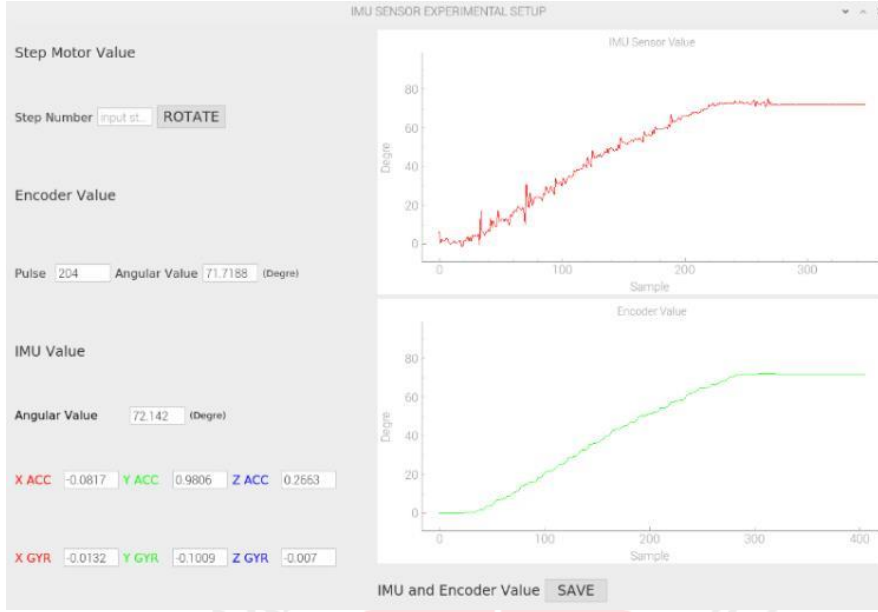 IMU SENSOR EXPERIMENTAL SETUP
Step Motor Value
Step Number input st... ROTATE
Encoder Value
Pulse 204 Angular Value 71.7188 (Degre)
IMU Value
Angular Value 72.142 (Degre)
X ACC -0.0817 Y ACC 0.9806 Z ACC 0.2663
X GYR -0.0132 Y GYR -0.1009 Z GYR -0.007
IMU Sensor Value
Degre
80
60
40
20
0
0 100 200 300
Sample
Encoder Value
Degre
80
60
40
20
0
0 100 200 300 400
Sample
IMU and Encoder Value SAVE